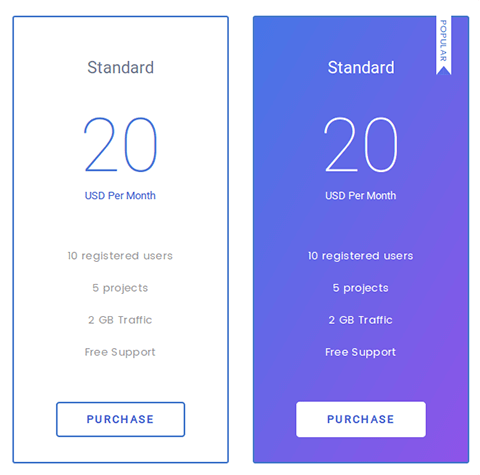 Standard
20
USD Per Month
10 registered users
5 projects
2 GB Traffic
Free Support
PURCHASE
POPULAR
Standard
20
USD Per Month
10 registered users
5 projects
2 GB Traffic
Free Support
PURCHASE